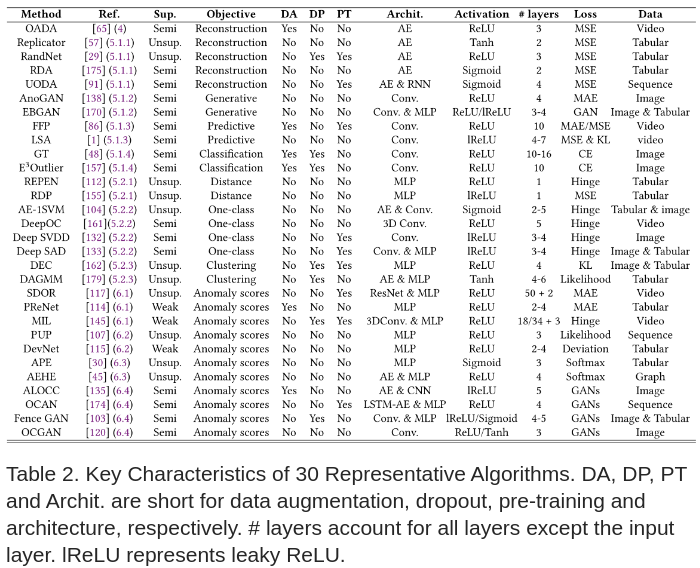 Method Ref. Sup. Objective DA DP PT Archit. Activation # layers Loss Data
OADA [65] (4) Semi Reconstruction Yes No No AE ReLU 3 MSE Video
Replicator [57] (5.1.1) Unsup. Reconstruction No No No AE Tanh 2 MSE Tabular
RandNet [29] (5.1.1) Unsup. Reconstruction No Yes Yes AE ReLU 3 MSE Tabular
RDA [175] (5.1.1) Semi Reconstruction No No No AE Sigmoid 2 MSE Tabular
UODA [91] (5.1.1) Semi Reconstruction No No Yes AE & RNN Sigmoid 4 MSE Sequence
AnoGAN [138] (5.1.2) Semi Generative No No No Conv. ReLU 4 MAE Image
EBGAN [170] (5.1.2) Semi Generative No No No Conv. & MLP ReLU/lReLU 3-4 GAN Image & Tabular
FFP [86] (5.1.3) Semi Predictive Yes No Yes Conv. ReLU 10 MAE/MSE Video
LSA [1] (5.1.3) Semi Predictive No No No Conv. lReLU 4-7 MSE & KL video
GT [48] (5.1.4) Semi Classification Yes Yes No Conv. ReLU 10-16 CE Image
E³Outlier [157] (5.1.4) Semi Classification Yes Yes No Conv. ReLU 10 CE Image
REPEN [112] (5.2.1) Unsup. Distance No No No MLP ReLU 1 Hinge Tabular
RDP [155] (5.2.1) Unsup. Distance No No No MLP lReLU 1 MSE Tabular
AE-1SVM [104] (5.2.2) Unsup. One-class No No No AE & Conv. Sigmoid 2-5 Hinge Tabular & image
DeepOC [161](5.2.2) Semi One-class No No No 3D Conv. ReLU 5 Hinge Video
Deep SVDD [132] (5.2.2) Semi One-class No No Yes Conv. lReLU 3-4 Hinge Image
Deep SAD [133] (5.2.2) Semi One-class No No Yes Conv. & MLP lReLU 3-4 Hinge Image & Tabular
DEC [162] (5.2.3) Unsup. Clustering No Yes Yes MLP ReLU 4 KL Image & Tabular
DAGMM [179] (5.2.3) Unsup. Clustering No Yes No AE & MLP Tanh 4-6 Likelihood Tabular
SDOR [117] (6.1) Unsup. Anomaly scores No No Yes ResNet & MLP ReLU 50 + 2 MAE Video
PReNet [114] (6.1) Weak Anomaly scores Yes No No MLP ReLU 2-4 MAE Tabular
MIL [145] (6.1) Weak Anomaly scores No Yes Yes 3DConv. & MLP ReLU 18/34 + 3 Hinge Video
PUP [107] (6.2) Unsup. Anomaly scores No No No MLP ReLU 3 Likelihood Sequence
DevNet [115] (6.2) Weak Anomaly scores No No No MLP ReLU 2-4 Deviation Tabular
APE [30] (6.3) Unsup. Anomaly scores No No No MLP Sigmoid 3 Softmax Tabular
AEHE [45] (6.3) Unsup. Anomaly scores No No No AE & MLP ReLU 4 Softmax Graph
ALOCC [135] (6.4) Semi Anomaly scores Yes No No AE & CNN lReLU 5 GANs Image
OCAN [174] (6.4) Semi Anomaly scores No No Yes LSTM-AE & MLP ReLU 4 GANs Sequence
Fence GAN [103] (6.4) Semi Anomaly scores No Yes No Conv. & MLP lReLU/Sigmoid 4-5 GANs Image & Tabular
OCGAN [120] (6.4) Semi Anomaly scores No No No Conv. ReLU/Tanh 3 GANs Image
Table 2. Key Characteristics of 30 Representative Algorithms. DA, DP, PT
and Archit. are short for data augmentation, dropout, pre-training and
architecture, respectively. # layers account for all layers except the input
layer. lReLU represents leaky ReLU.